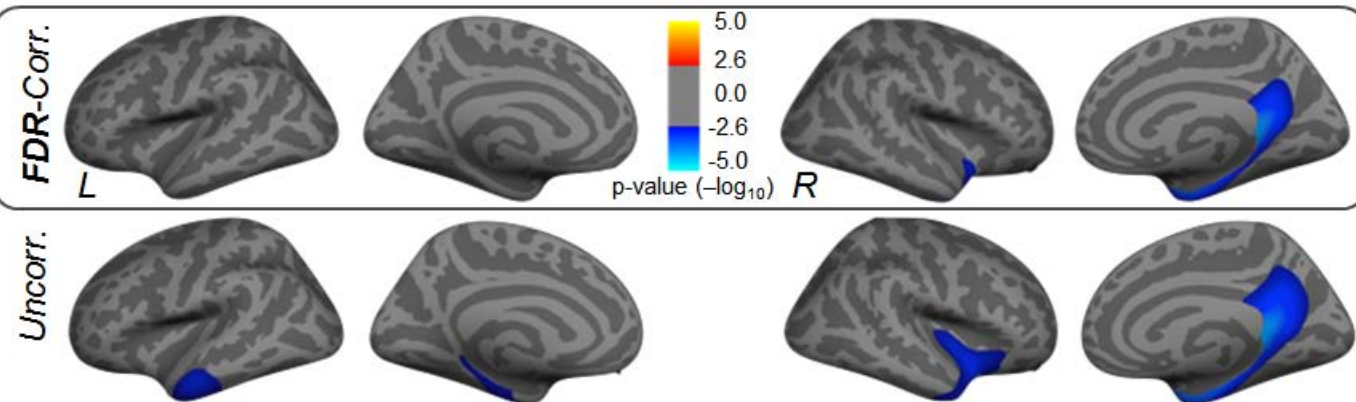 FDR-Corr.
L
5.0
2.6
0.0
-2.6
-5.0
p-value (–log₁₀)
R
Uncorr.